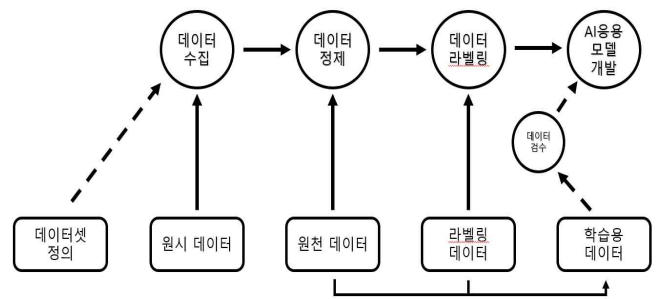 데이터
수집
데이터
정제
데이터
라벨링
AI응용
모델
개발
데이터
검수
데이터셋
정의
원시 데이터
원천 데이터
라벨링
데이터
학습용
데이터